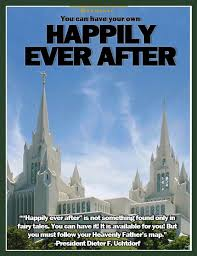 You can have your own
HAPPILY
EVER AFTER
"'Happily ever after' is not something found only in
fairy tales. You can have it! It is available for you! But
you must follow your Heavenly Father's map."
-President Dieter F. Uchtdorf